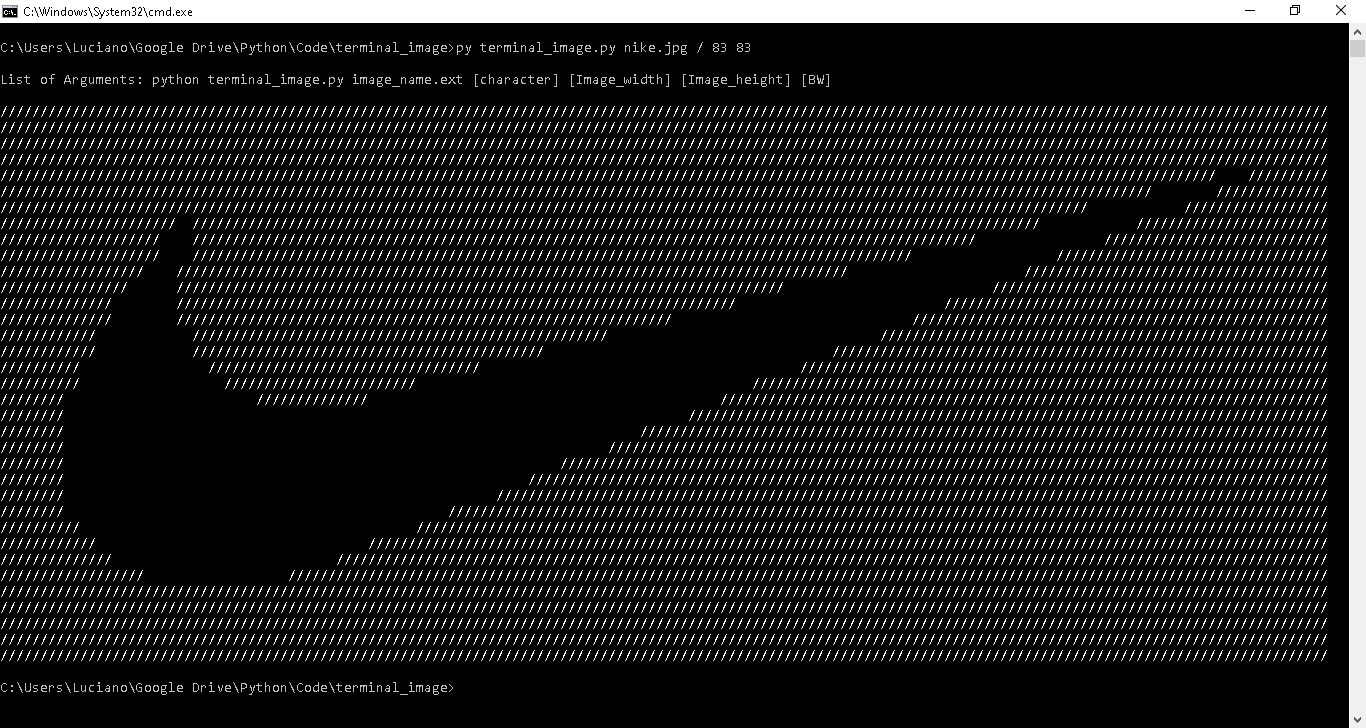 C:\Windows\System32\cmd.exe
C:\Users\Luciano\Google Drive\Python\Code\terminal_image>py terminal_image.py nike.jpg / 83 83
List of Arguments: python terminal_image.py image_name.ext [character] [Image_width] [Image_height] [BW]
C:\Users\Luciano\Google Drive\Python\Code\terminal_image>